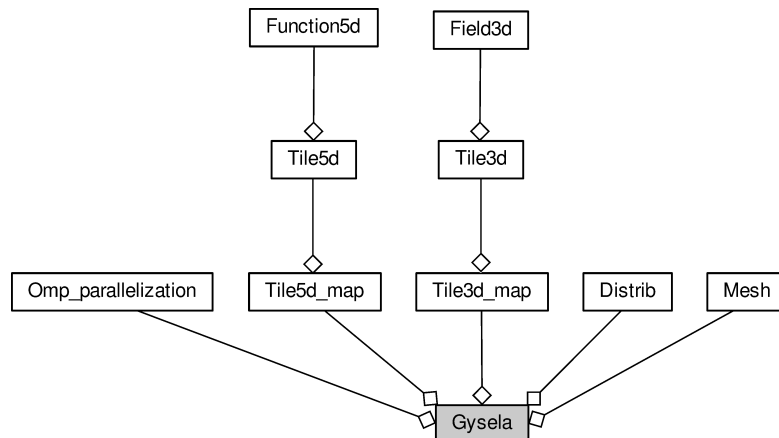 Function5d
Field3d
Tile5d
Tile3d
Omp_parallelization
Tile5d_map
Tile3d_map
Distrib
Mesh
Gysela